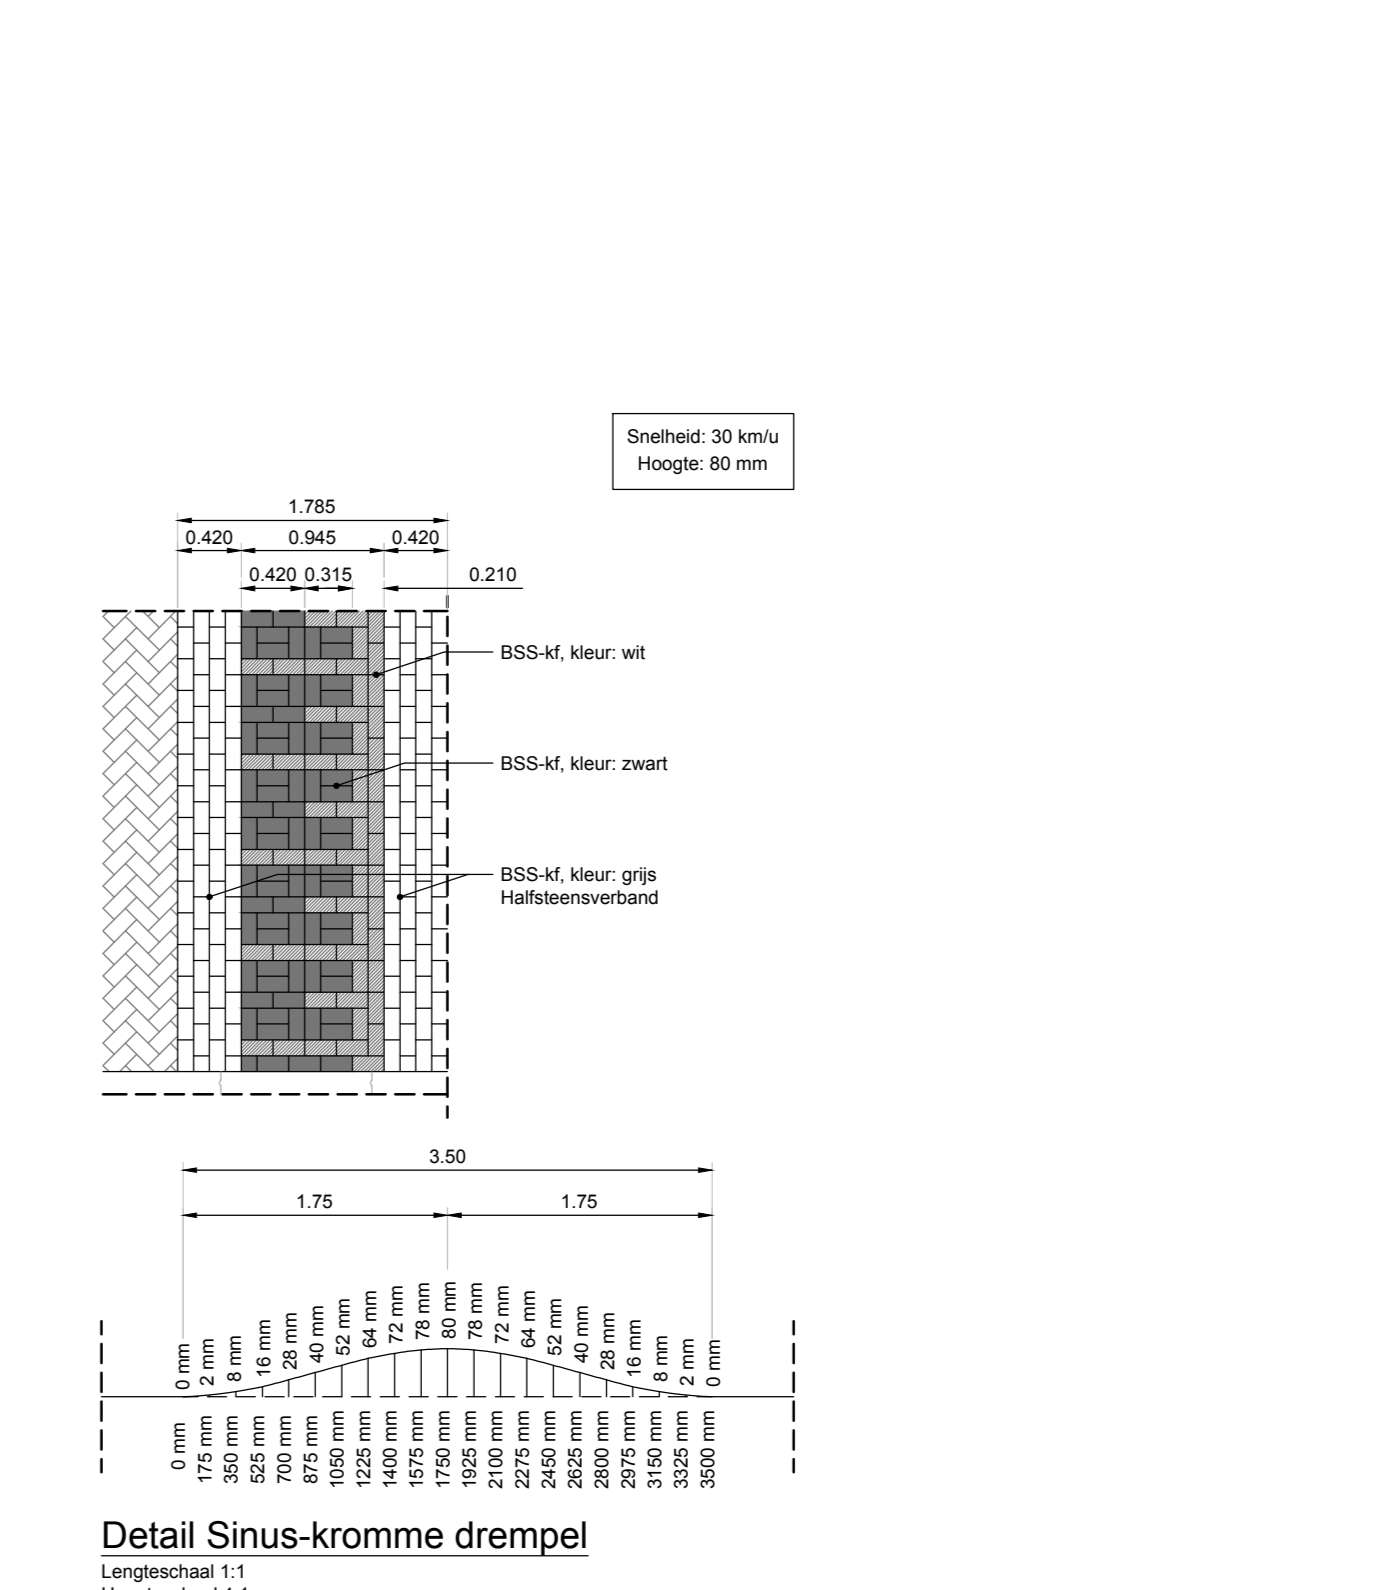 Snelheid: 30 km/u
Hoogte: 80 mm
1.785
0.420 0.945 0.420
0.420 0.315 0.210
BSS-kf, kleur: wit
BSS-kf, kleur: zwart
BSS-kf, kleur: grijs
Halfsteensverband
3.50
1.75 1.75
0 mm 2 mm 8 mm 16 mm 28 mm 40 mm 52 mm 64 mm 72 mm 78 mm 80 mm 78 mm 72 mm 64 mm 52 mm 40 mm 28 mm 16 mm 8 mm 2 mm 0 mm
0 mm 175 mm 350 mm 525 mm 700 mm 875 mm 1050 mm 1225 mm 1400 mm 1575 mm 1750 mm 1925 mm 2100 mm 2275 mm 2450 mm 2625 mm 2800 mm 2975 mm 3150 mm 3325 mm 3500 mm
Detail Sinus-kromme drempel
Lengteschaal 1:1